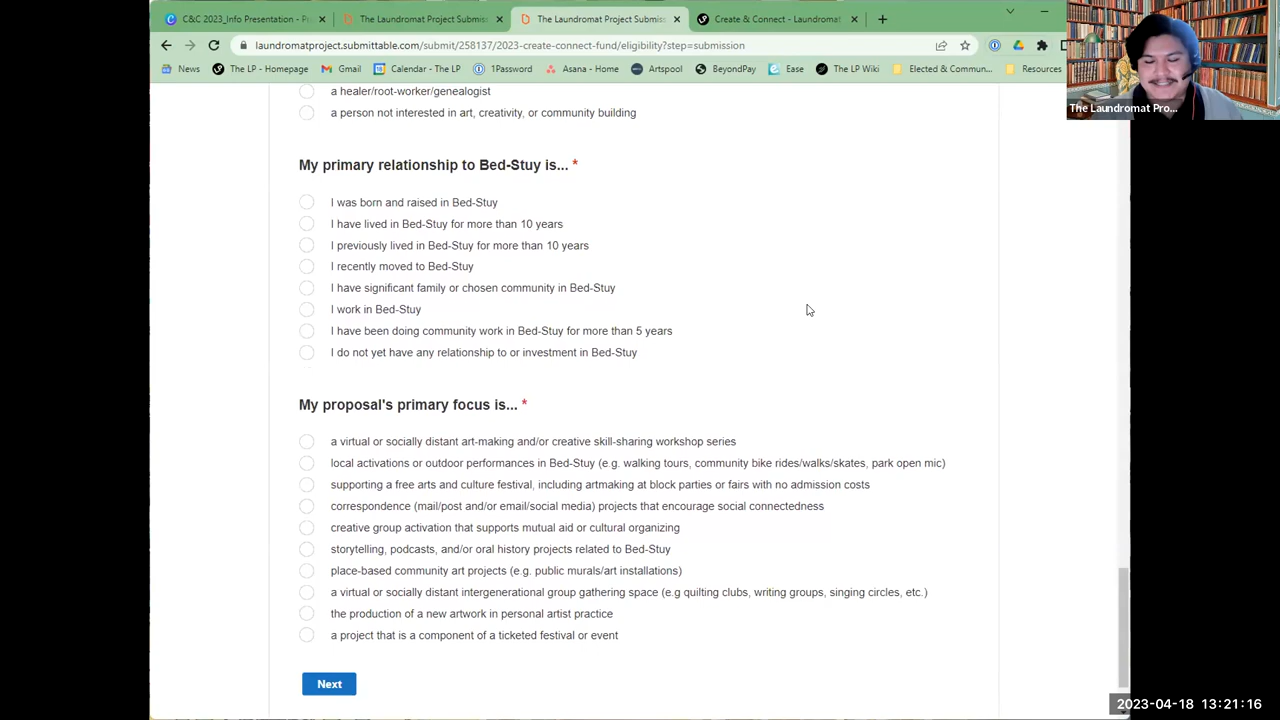 C&C 2023_Info Presentation - Pr
The Laundromat Project Submiss
The Laundromat Project Submiss
Create & Connect - Laundromat
laundromatproject.submittable.com/submit/258137/2023-create-connect-fund/eligibility?step=submission
News
The LP - Homepage
Gmail
Calendar - The LP
1Password
Asana - Home
Artspool
BeyondPay
Ease
The LP Wiki
Elected & Commun...
Resources
The Laundromat Pro...
a healer/root-worker/genealogist
a person not interested in art, creativity, or community building
My primary relationship to Bed-Stuy is... *
I was born and raised in Bed-Stuy
I have lived in Bed-Stuy for more than 10 years
I previously lived in Bed-Stuy for more than 10 years
I recently moved to Bed-Stuy
I have significant family or chosen community in Bed-Stuy
I work in Bed-Stuy
I have been doing community work in Bed-Stuy for more than 5 years
I do not yet have any relationship to or investment in Bed-Stuy
My proposal's primary focus is... *
a virtual or socially distant art-making and/or creative skill-sharing workshop series
local activations or outdoor performances in Bed-Stuy (e.g. walking tours, community bike rides/walks/skates, park open mic)
supporting a free arts and culture festival, including artmaking at block parties or fairs with no admission costs
correspondence (mail/post and/or email/social media) projects that encourage social connectedness
creative group activation that supports mutual aid or cultural organizing
storytelling, podcasts, and/or oral history projects related to Bed-Stuy
place-based community art projects (e.g. public murals/art installations)
a virtual or socially distant intergenerational group gathering space (e.g quilting clubs, writing groups, singing circles, etc.)
the production of a new artwork in personal artist practice
a project that is a component of a ticketed festival or event
Next
2023-04-18 13:21:16